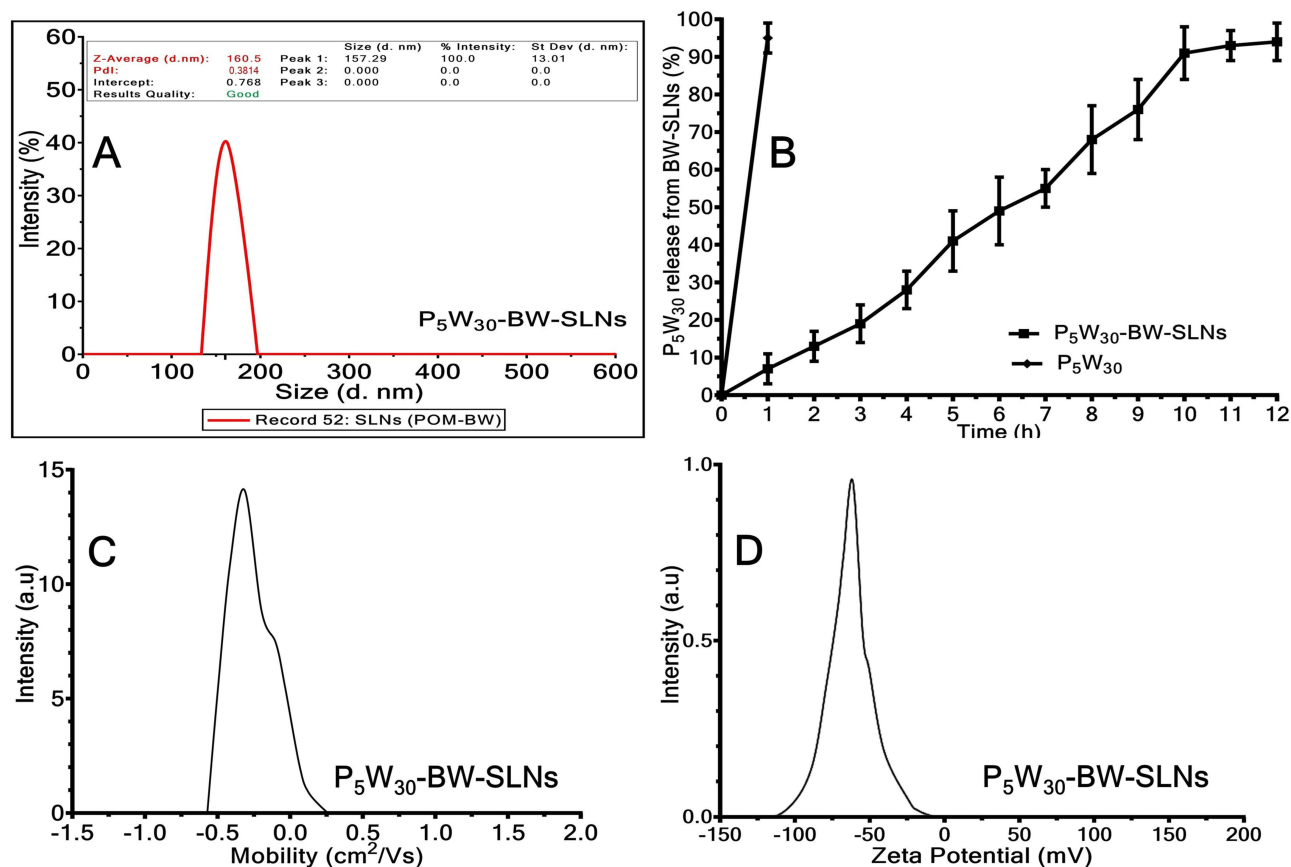 A
60
50
40
30
20
10
0
Intensity (%)
Size (d. nm) % Intensity: St Dev (d. nm):
Z-Average (d.nm): 160.5 Peak 1: 157.29 100.0 13.01
PdI: 0.3814 Peak 2: 0.000 0.0 0.0
Intercept: 0.768 Peak 3: 0.000 0.0 0.0
Results Quality: Good
P₅W₃₀-BW-SLNs
0 100 200 300 400 500 600
Size (d. nm)
Record 52: SLNs (POM-BW)
B
100
90
80
70
60
50
40
30
20
10
0
P₅W₃₀ release from BW-SLNs (%)
P₅W₃₀-BW-SLNs
P₅W₃₀
0 1 2 3 4 5 6 7 8 9 10 11 12
Time (h)
C
15
10
5
0
Intensity (a.u)
P₅W₃₀-BW-SLNs
-1.5 -1.0 -0.5 0.0 0.5 1.0 1.5 2.0
Mobility (cm²/Vs)
D
1.0
0.5
0.0
Intensity (a.u)
P₅W₃₀-BW-SLNs
-150 -100 -50 0 50 100 150 200
Zeta Potential (mV)